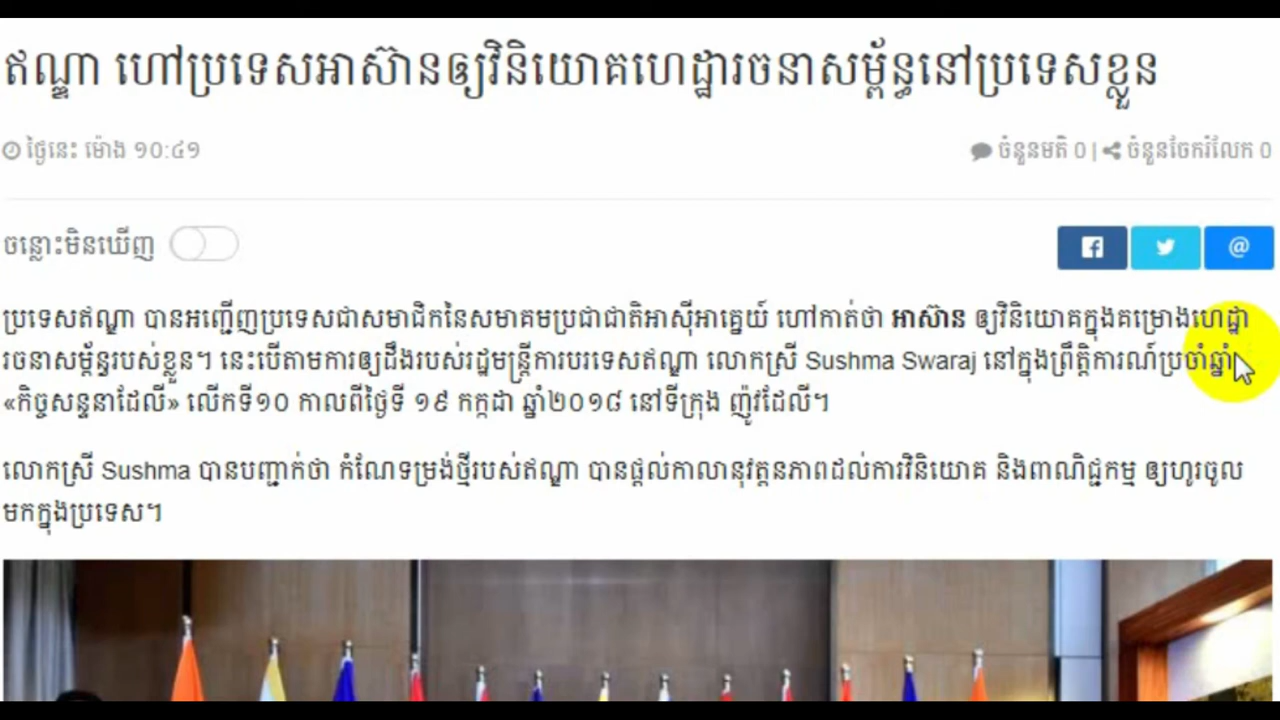 ឥណ្ឌា ហៅប្រទេសអាស៊ានឲ្យវិនិយោគហេដ្ឋារចនាសម្ព័ន្ធនៅប្រទេសខ្លួន
ថ្ងៃនេះ ម៉ោង ១០:៤១
ចំនួនមតិ 0 | ចំនួនចែករំលែក 0
ចន្លោះមិនឃើញ
@
ប្រទេសឥណ្ឌា បានអញ្ជើញប្រទេសជាសមាជិកនៃសមាគមប្រជាជាតិអាស៊ីអាគ្នេយ៍ ហៅកាត់ថា អាស៊ាន ឲ្យវិនិយោគក្នុងគម្រោងហេដ្ឋា
រចនាសម្ព័ន្ធរបស់ខ្លួន។ នេះបើតាមការឲ្យដឹងរបស់រដ្ឋមន្ត្រីការបរទេសឥណ្ឌា លោកស្រី Sushma Swaraj នៅក្នុងព្រឹត្តិការណ៍ប្រចាំឆ្នាំ
«កិច្ចសន្ទនាដែលី» លើកទី១០ កាលពីថ្ងៃទី ១៩ កក្កដា ឆ្នាំ២០១៨ នៅទីក្រុង ញ៉ូវដែលី។
លោកស្រី Sushma បានបញ្ជាក់ថា កំណែទម្រង់ថ្មីរបស់ឥណ្ឌា បានផ្ដល់កាលានុវត្តនភាពដល់ការវិនិយោគ និងពាណិជ្ជកម្ម ឲ្យហូរចូល
មកក្នុងប្រទេស។